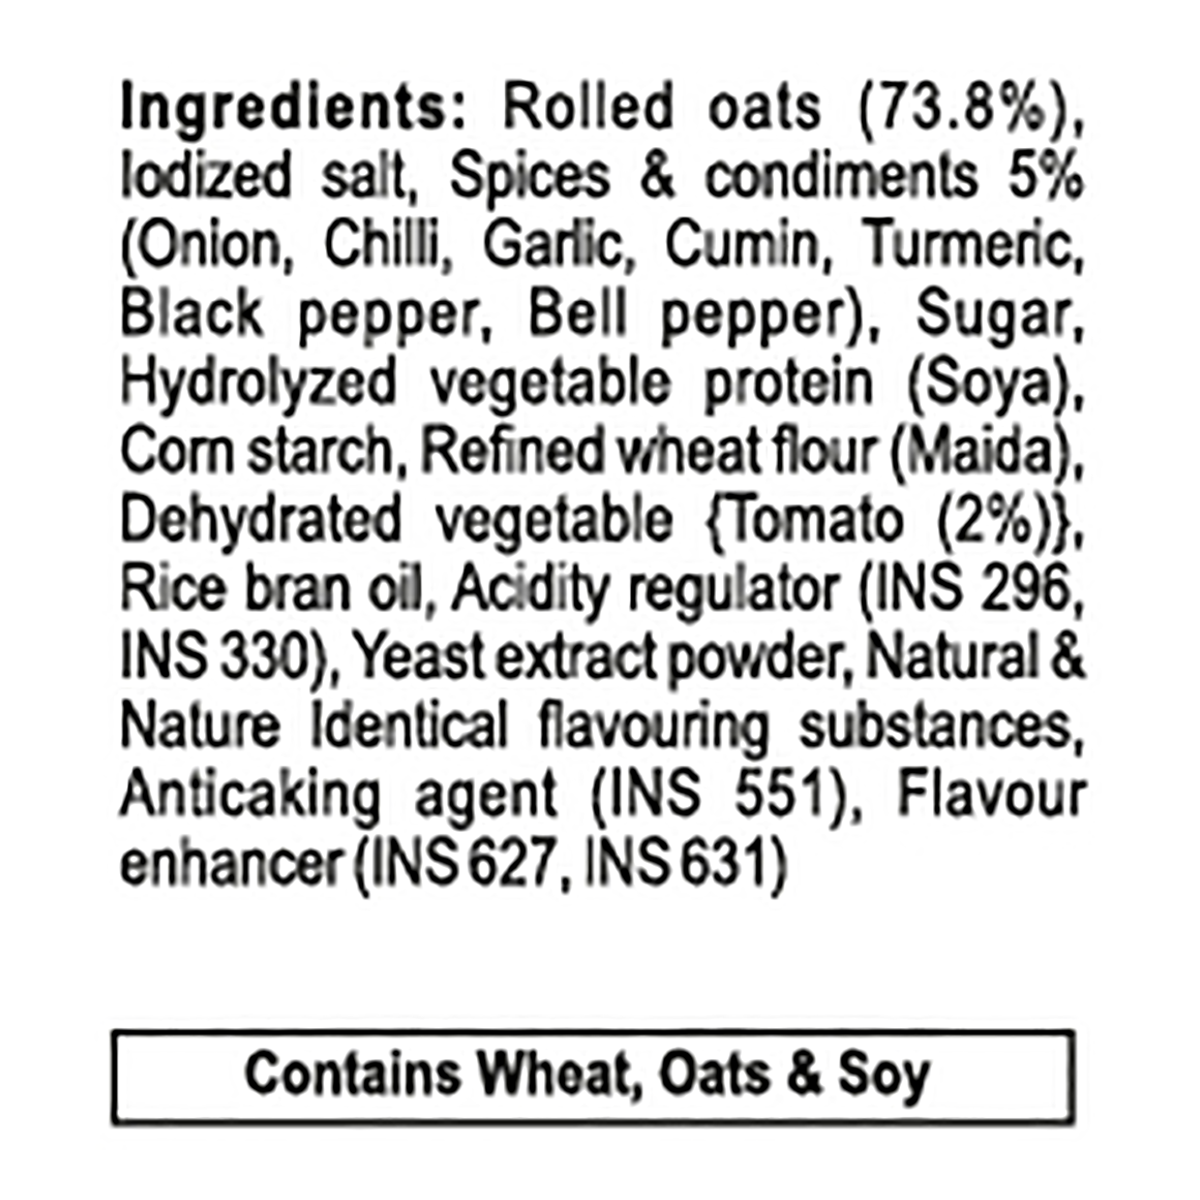 Ingredients: Rolled oats (73.8%),
Iodized salt, Spices & condiments 5%
(Onion, Chilli, Garlic, Cumin, Turmeric,
Black pepper, Bell pepper), Sugar,
Hydrolyzed vegetable protein (Soya),
Corn starch, Refined wheat flour (Maida),
Dehydrated vegetable {Tomato (2%)},
Rice bran oil, Acidity regulator (INS 296,
INS 330), Yeast extract powder, Natural &
Nature Identical flavouring substances,
Anticaking agent (INS 551), Flavour
enhancer (INS 627, INS 631)
Contains Wheat, Oats & Soy